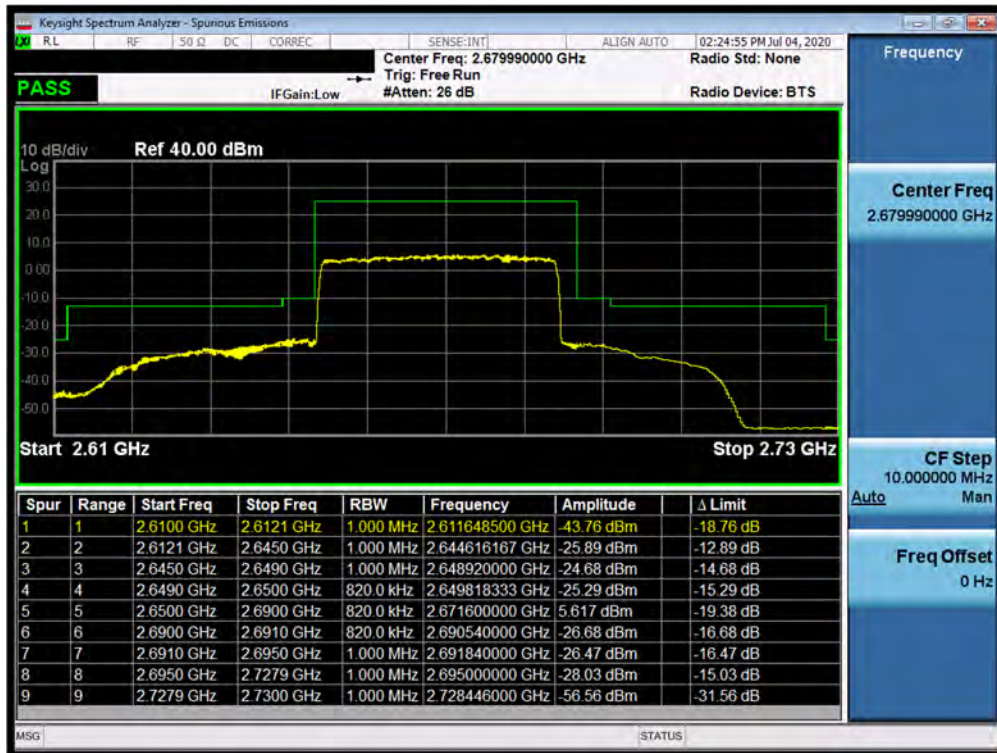 Keysight Spectrum Analyzer - Spurious Emissions
LXI RL RF 50 Ω DC CORREC SENSE:INT ALIGN AUTO 02:24:55 PM Jul 04, 2020
Center Freq: 2.679990000 GHz Radio Std: None
Trig: Free Run
PASS IFGain:Low #Atten: 26 dB Radio Device: BTS
10 dB/div Ref 40.00 dBm
Log
30.0
20.0
10.0
0.00
-10.0
-20.0
-30.0
-40.0
-50.0
Start 2.61 GHz Stop 2.73 GHz
Spur Range Start Freq Stop Freq RBW Frequency Amplitude Δ Limit
1 1 2.6100 GHz 2.6121 GHz 1.000 MHz 2.611648500 GHz -43.76 dBm -18.76 dB
2 2 2.6121 GHz 2.6450 GHz 1.000 MHz 2.644616167 GHz -25.89 dBm -12.89 dB
3 3 2.6450 GHz 2.6490 GHz 1.000 MHz 2.648920000 GHz -24.68 dBm -14.68 dB
4 4 2.6490 GHz 2.6500 GHz 820.0 kHz 2.649818333 GHz -25.29 dBm -15.29 dB
5 5 2.6500 GHz 2.6900 GHz 820.0 kHz 2.671600000 GHz 5.617 dBm -19.38 dB
6 6 2.6900 GHz 2.6910 GHz 820.0 kHz 2.690540000 GHz -26.68 dBm -16.68 dB
7 7 2.6910 GHz 2.6950 GHz 1.000 MHz 2.691840000 GHz -26.47 dBm -16.47 dB
8 8 2.6950 GHz 2.7279 GHz 1.000 MHz 2.695000000 GHz -28.03 dBm -15.03 dB
9 9 2.7279 GHz 2.7300 GHz 1.000 MHz 2.728446000 GHz -56.56 dBm -31.56 dB
MSG STATUS
Frequency
Center Freq
2.679990000 GHz
CF Step
10.000000 MHz
Auto Man
Freq Offset
0 Hz